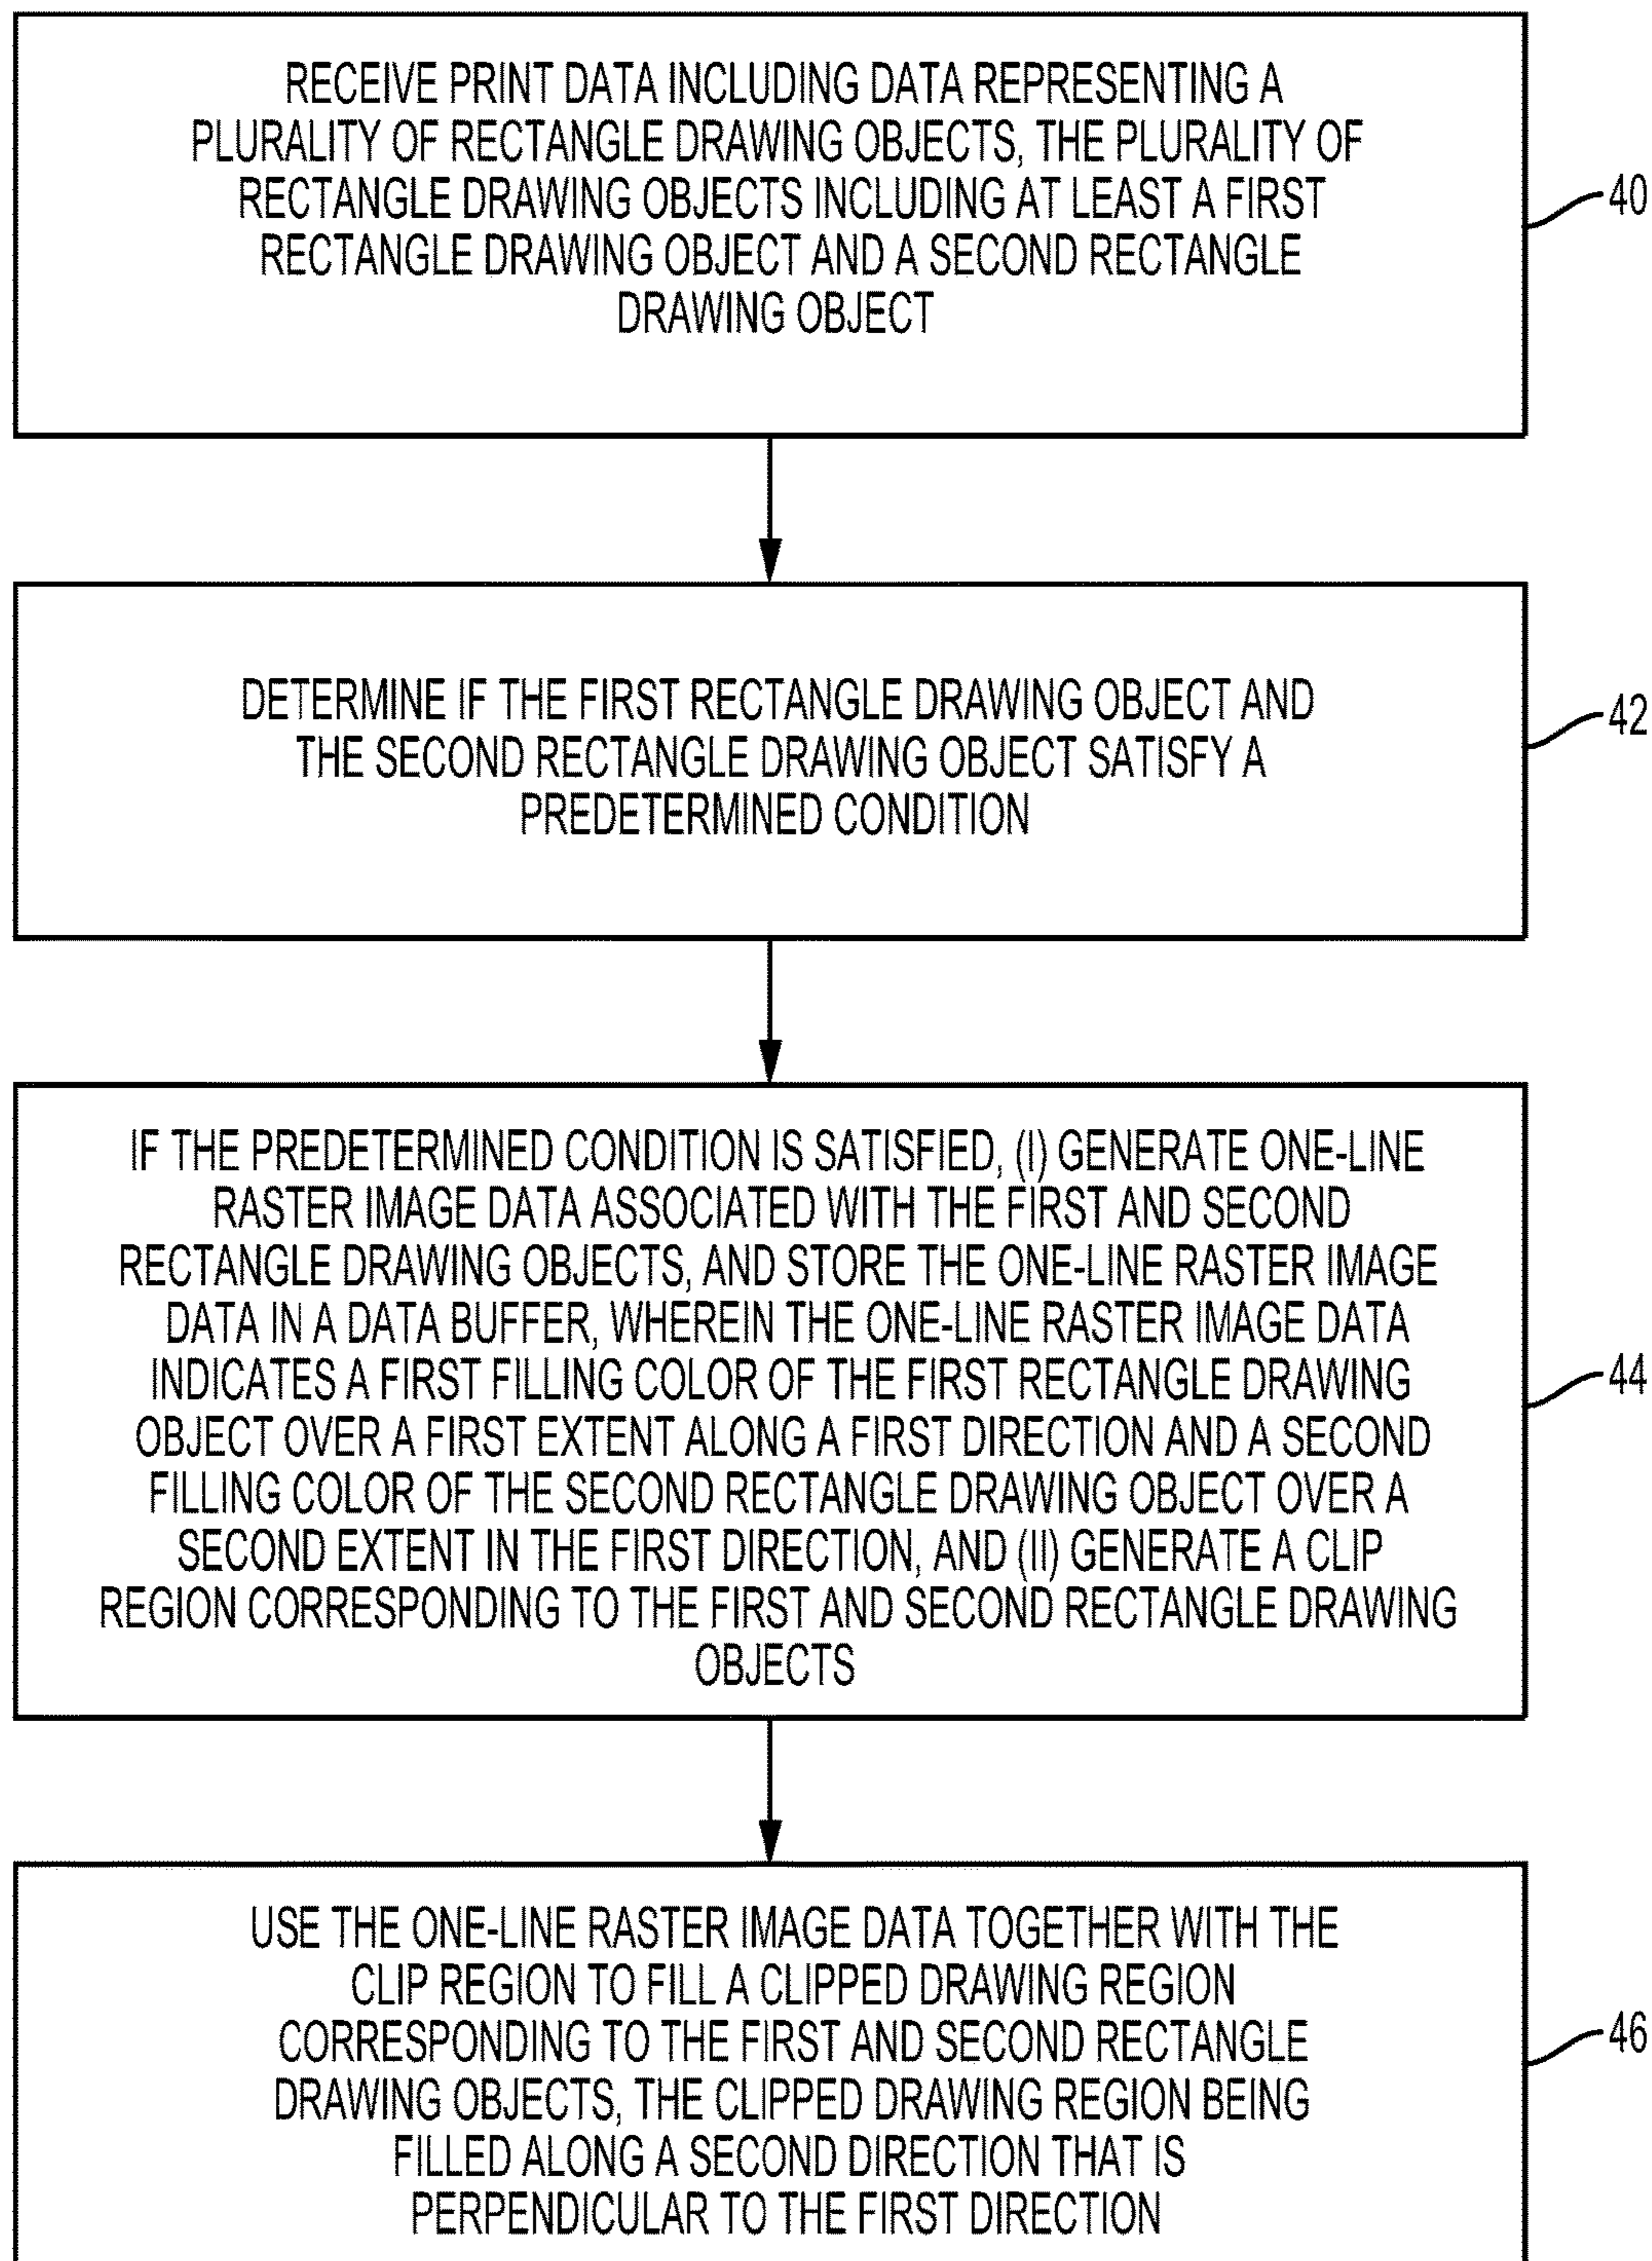 RECEIVE PRINT DATA INCLUDING DATA REPRESENTING A
PLURALITY OF RECTANGLE DRAWING OBJECTS, THE PLURALITY OF
RECTANGLE DRAWING OBJECTS INCLUDING AT LEAST A FIRST
RECTANGLE DRAWING OBJECT AND A SECOND RECTANGLE
DRAWING OBJECT
40
DETERMINE IF THE FIRST RECTANGLE DRAWING OBJECT AND
THE SECOND RECTANGLE DRAWING OBJECT SATISFY A
PREDETERMINED CONDITION
42
IF THE PREDETERMINED CONDITION IS SATISFIED, (I) GENERATE ONE-LINE
RASTER IMAGE DATA ASSOCIATED WITH THE FIRST AND SECOND
RECTANGLE DRAWING OBJECTS, AND STORE THE ONE-LINE RASTER IMAGE
DATA IN A DATA BUFFER, WHEREIN THE ONE-LINE RASTER IMAGE DATA
INDICATES A FIRST FILLING COLOR OF THE FIRST RECTANGLE DRAWING
OBJECT OVER A FIRST EXTENT ALONG A FIRST DIRECTION AND A SECOND
FILLING COLOR OF THE SECOND RECTANGLE DRAWING OBJECT OVER A
SECOND EXTENT IN THE FIRST DIRECTION, AND (II) GENERATE A CLIP
REGION CORRESPONDING TO THE FIRST AND SECOND RECTANGLE DRAWING
OBJECTS
44
USE THE ONE-LINE RASTER IMAGE DATA TOGETHER WITH THE
CLIP REGION TO FILL A CLIPPED DRAWING REGION
CORRESPONDING TO THE FIRST AND SECOND RECTANGLE
DRAWING OBJECTS, THE CLIPPED DRAWING REGION BEING
FILLED ALONG A SECOND DIRECTION THAT IS
PERPENDICULAR TO THE FIRST DIRECTION
46